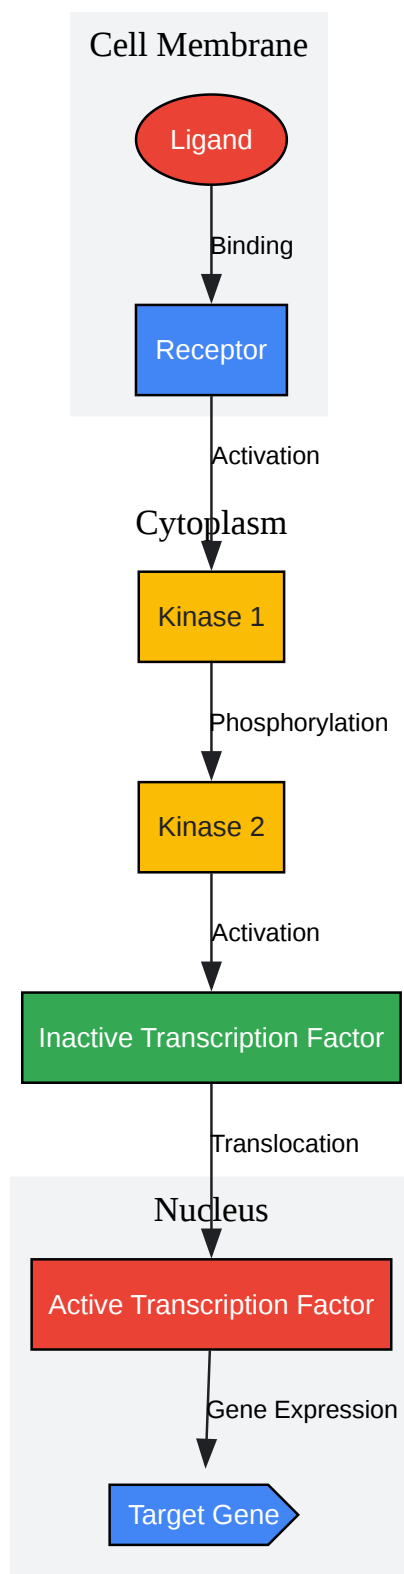 Cell Membrane
Ligand
Binding
Receptor
Activation
Cytoplasm
Kinase 1
Phosphorylation
Kinase 2
Activation
Inactive Transcription Factor
Translocation
Nucleus
Active Transcription Factor
Gene Expression
Target Gene